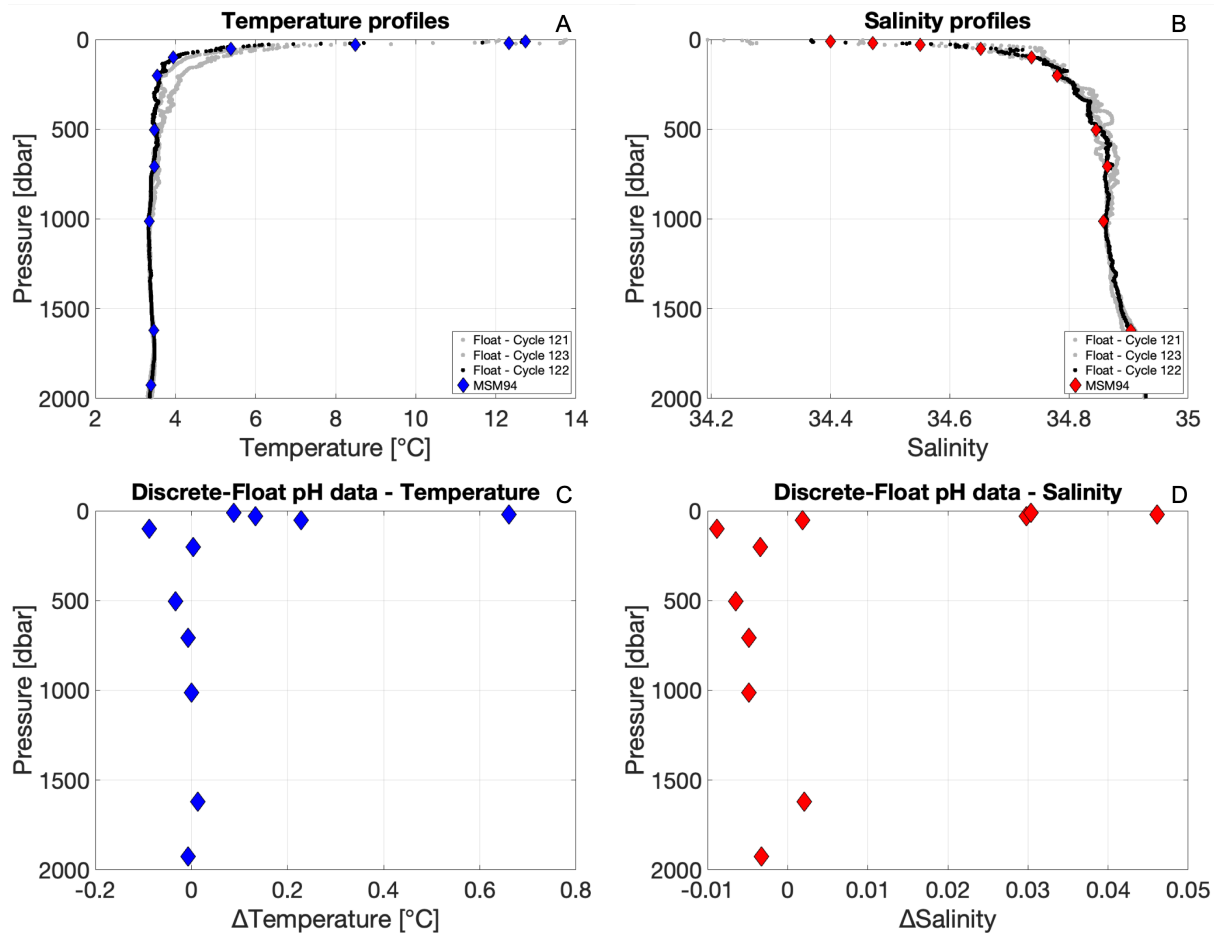 Temperature profiles
A
0
500
1000
1500
2000
Pressure [dbar]
Float - Cycle 121
Float - Cycle 123
Float - Cycle 122
MSM94
2 4 6 8 10 12 14
Temperature [°C]
Salinity profiles
B
0
500
1000
1500
2000
Pressure [dbar]
Float - Cycle 121
Float - Cycle 123
Float - Cycle 122
MSM94
34.2 34.4 34.6 34.8 35
Salinity
Discrete-Float pH data - Temperature
C
0
500
1000
1500
2000
Pressure [dbar]
-0.2 0 0.2 0.4 0.6 0.8
ΔTemperature [°C]
Discrete-Float pH data - Salinity
D
0
500
1000
1500
2000
Pressure [dbar]
-0.01 0 0.01 0.02 0.03 0.04 0.05
ΔSalinity